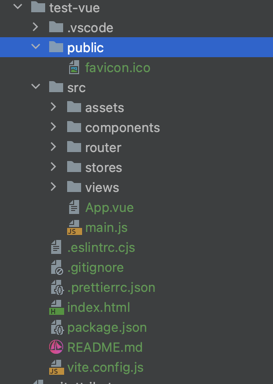 test-vue
.vscode
public
favicon.ico
src
assets
components
router
stores
views
App.vue
main.js
.eslintrc.cjs
.gitignore
.prettierrc.json
index.html
package.json
README.md
vite.config.js